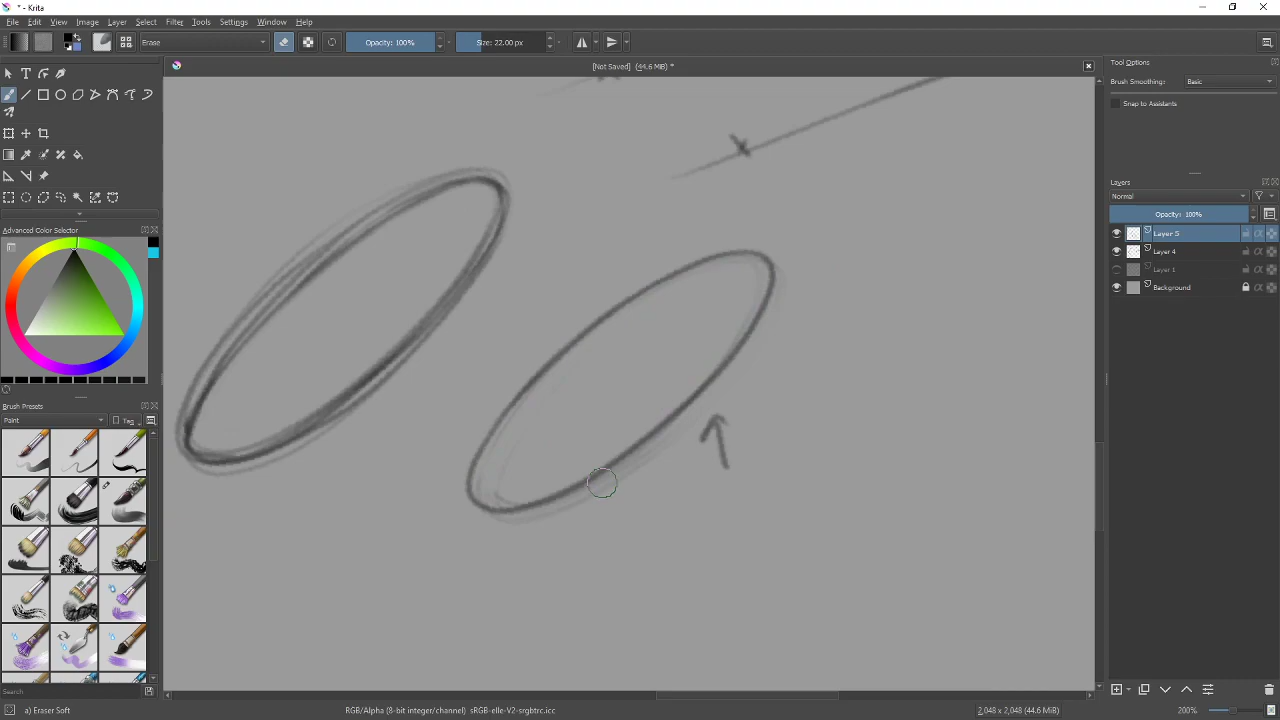 * - Krita
File Edit View Image Layer Select Filter Tools Settings Window Help
Erase Opacity: 100% Size: 22.00 px
[Not Saved] (44.6 MiB) *
Tool Options
Brush Smoothing: Basic
Snap to Assistants
Layers
Normal
Opacity: 100%
Layer 5
Layer 4
Layer 1
Background
Advanced Color Selector
Brush Presets
Paint Tag
Search
a) Eraser Soft
RGB/Alpha (8-bit integer/channel) sRGB-elle-V2-srgbtrc.icc
2,048 x 2,048 (44.6 MiB)
200%